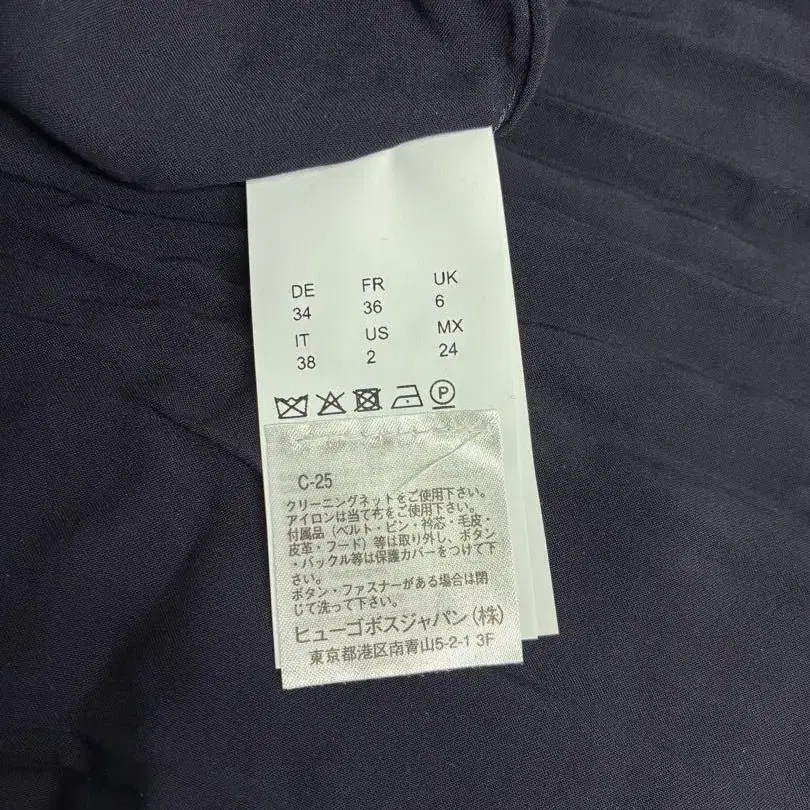 DE FR UK
34 36 6
IT US MX
38 2 24
P
C-25
クリーニングネットをご使用下さい。
アイロンは当て布をご使用下さい。
付属品（ベルト・ピン・衿芯・毛皮・
皮革・フード）等は取り外し、ボタン
・バックル等は保護カバーをつけて下
さい。
ボタン・ファスナーがある場合は閉
じて洗って下さい。
ヒューゴボスジャパン（株）
東京都港区南青山5-2-1 3F